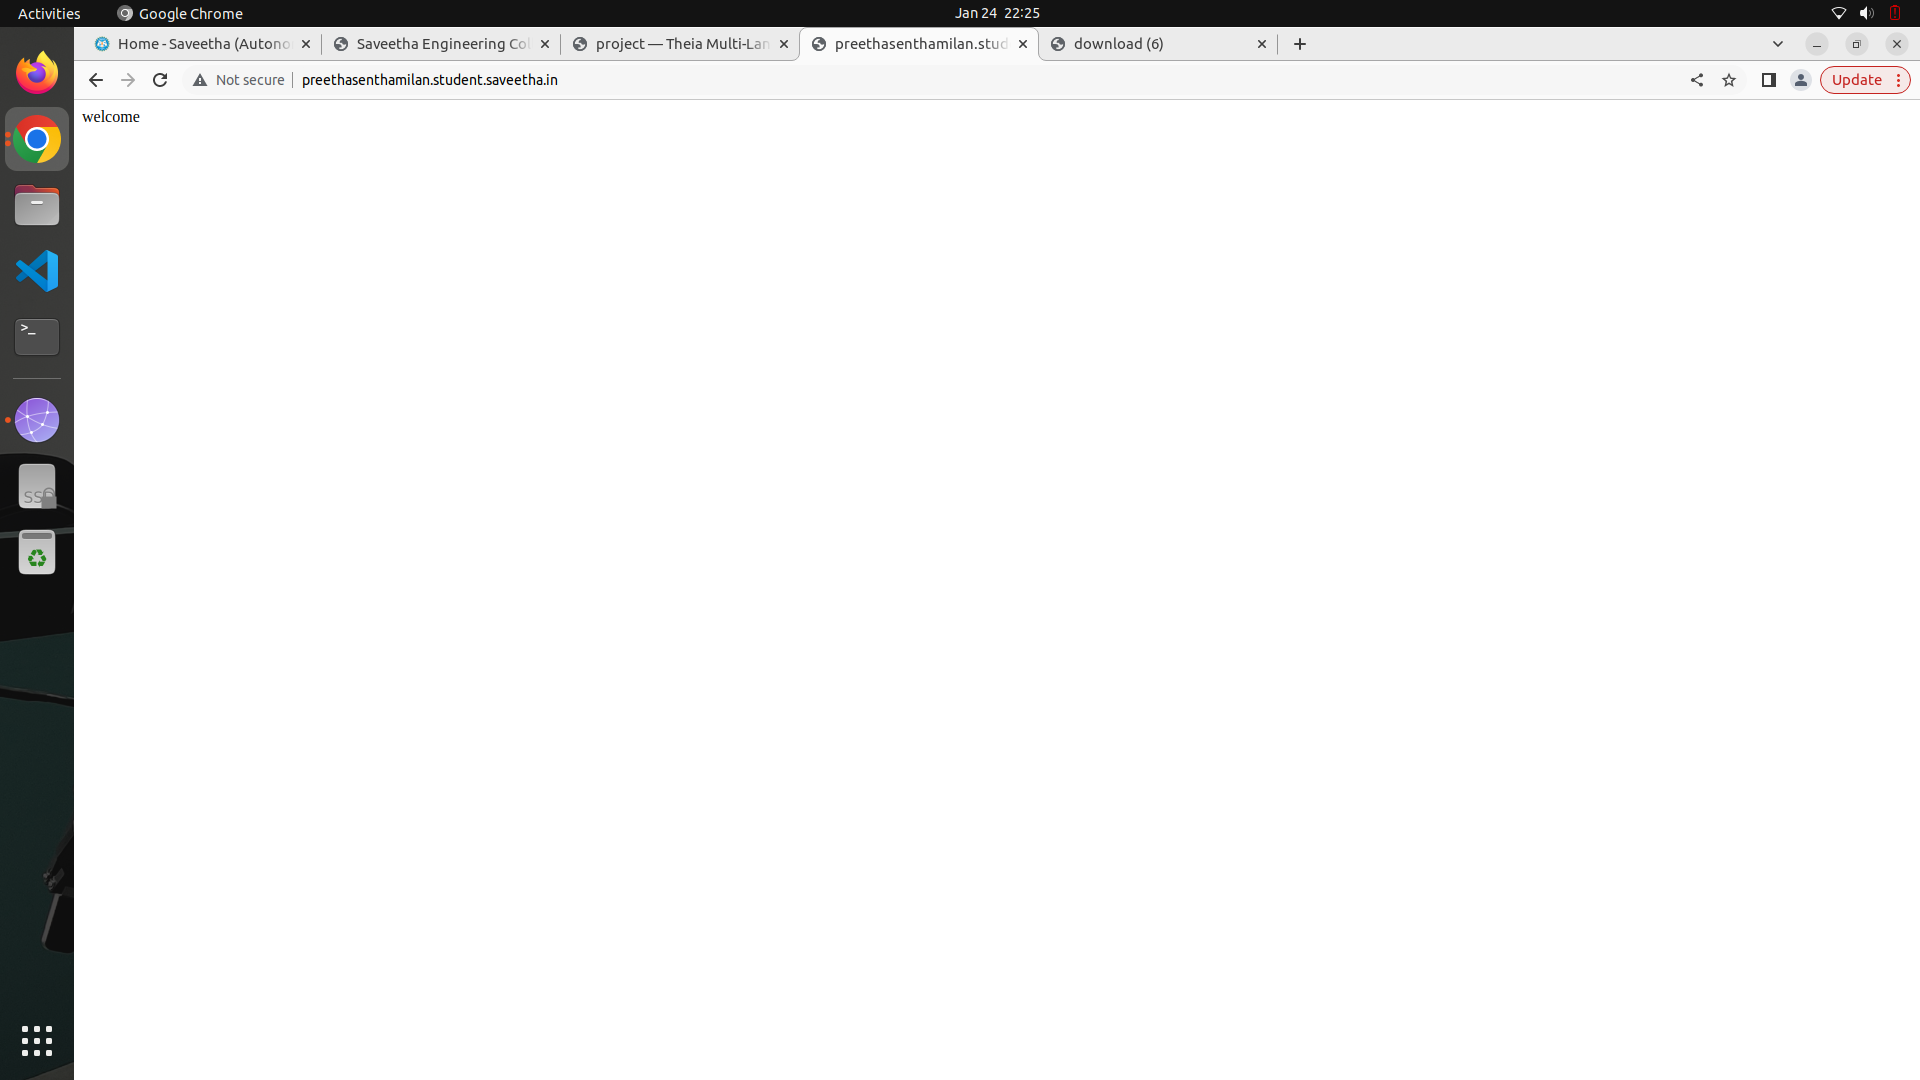 Activities
Google Chrome
Jan 24 22:25
Home - Saveetha (Autono
Saveetha Engineering Col
project — Theia Multi-Lan
preethasenthamilan.stud
download (6)
Not secure
preethasenthamilan.student.saveetha.in
Update
welcome
>_